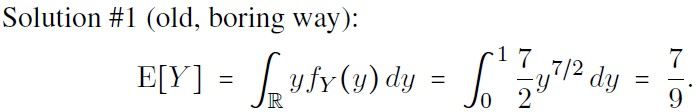 Solution #1 (old, boring way):
E[Y] = ∫_ℝ y f_Y(y) dy = ∫_0^1 7/2 y^{7/2} dy = 7/9.